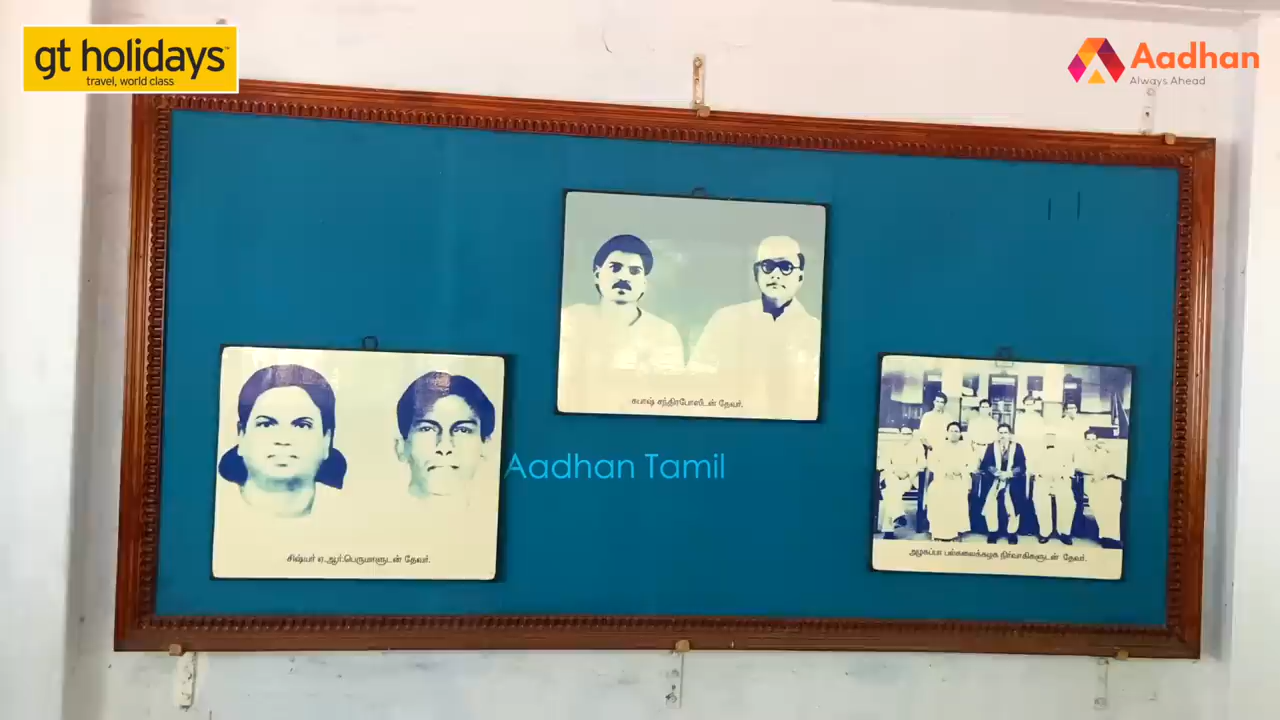 gt holidays™
travel, world class
Aadhan
Always Ahead
சுபாஷ் சந்திரபோஸுடன் தேவர்.
Aadhan Tamil
சிஷ்யர் ஏ.ஆர்.பெருமாளுடன் தேவர்.
அழகப்பா பல்கலைக்கழக நிர்வாகிகளுடன் தேவர்.